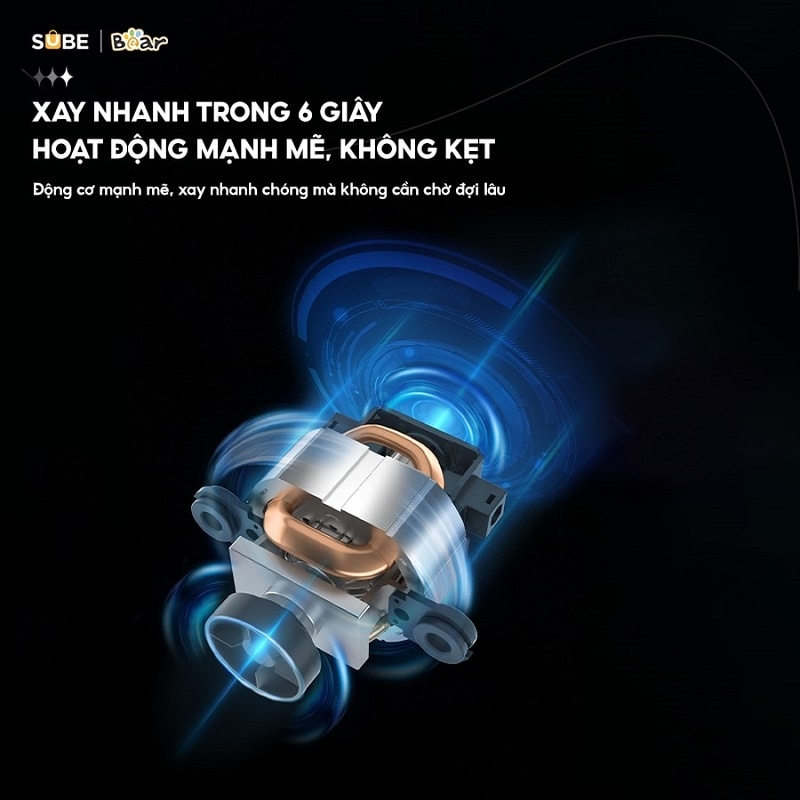 SUBE | Bear
XAY NHANH TRONG 6 GIÂY
HOẠT ĐỘNG MẠNH MẼ, KHÔNG KẸT
Động cơ mạnh mẽ, xay nhanh chóng mà không cần chờ đợi lâu